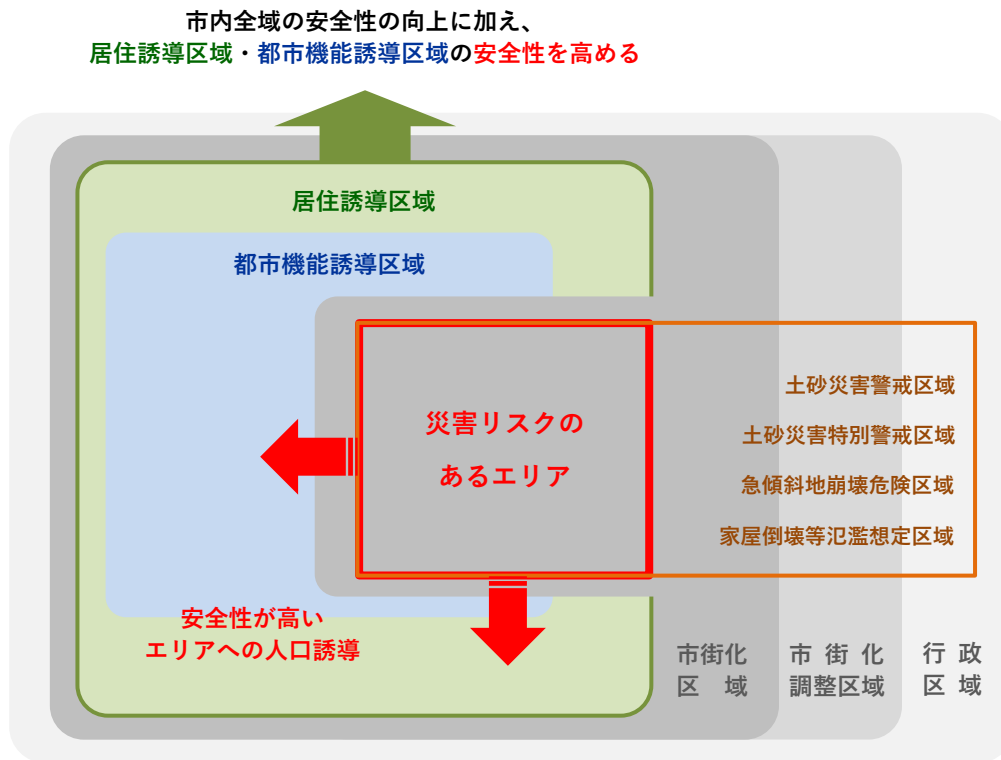 市内全域の安全性の向上に加え、
居住誘導区域・都市機能誘導区域の安全性を高める
居住誘導区域
都市機能誘導区域
災害リスクの
あるエリア
土砂災害警戒区域
土砂災害特別警戒区域
急傾斜地崩壊危険区域
家屋倒壊等氾濫想定区域
安全性が高い
エリアへの人口誘導
市街化
区　域
市街化
調整区域
行政
区域